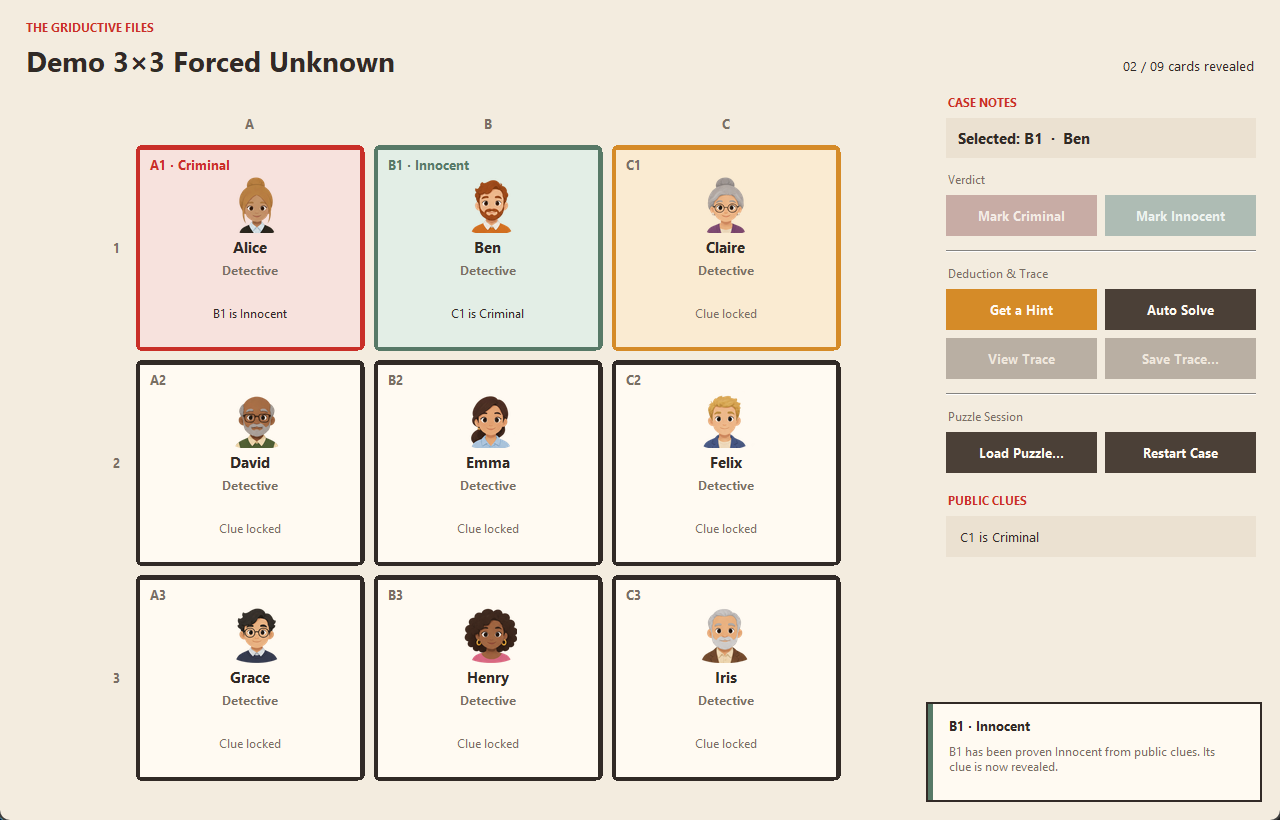 THE GRIDUCTIVE FILES
Demo 3×3 Forced Unknown
02 / 09 cards revealed
A
B
C
1
A1 · Criminal
Alice
Detective
B1 is Innocent
B1 · Innocent
Ben
Detective
C1 is Criminal
C1
Claire
Detective
Clue locked
2
A2
David
Detective
Clue locked
B2
Emma
Detective
Clue locked
C2
Felix
Detective
Clue locked
3
A3
Grace
Detective
Clue locked
B3
Henry
Detective
Clue locked
C3
Iris
Detective
Clue locked
CASE NOTES
Selected: B1 · Ben
Verdict
Mark Criminal
Mark Innocent
Deduction & Trace
Get a Hint
Auto Solve
View Trace
Save Trace...
Puzzle Session
Load Puzzle...
Restart Case
PUBLIC CLUES
C1 is Criminal
B1 · Innocent
B1 has been proven Innocent from public clues. Its
clue is now revealed.